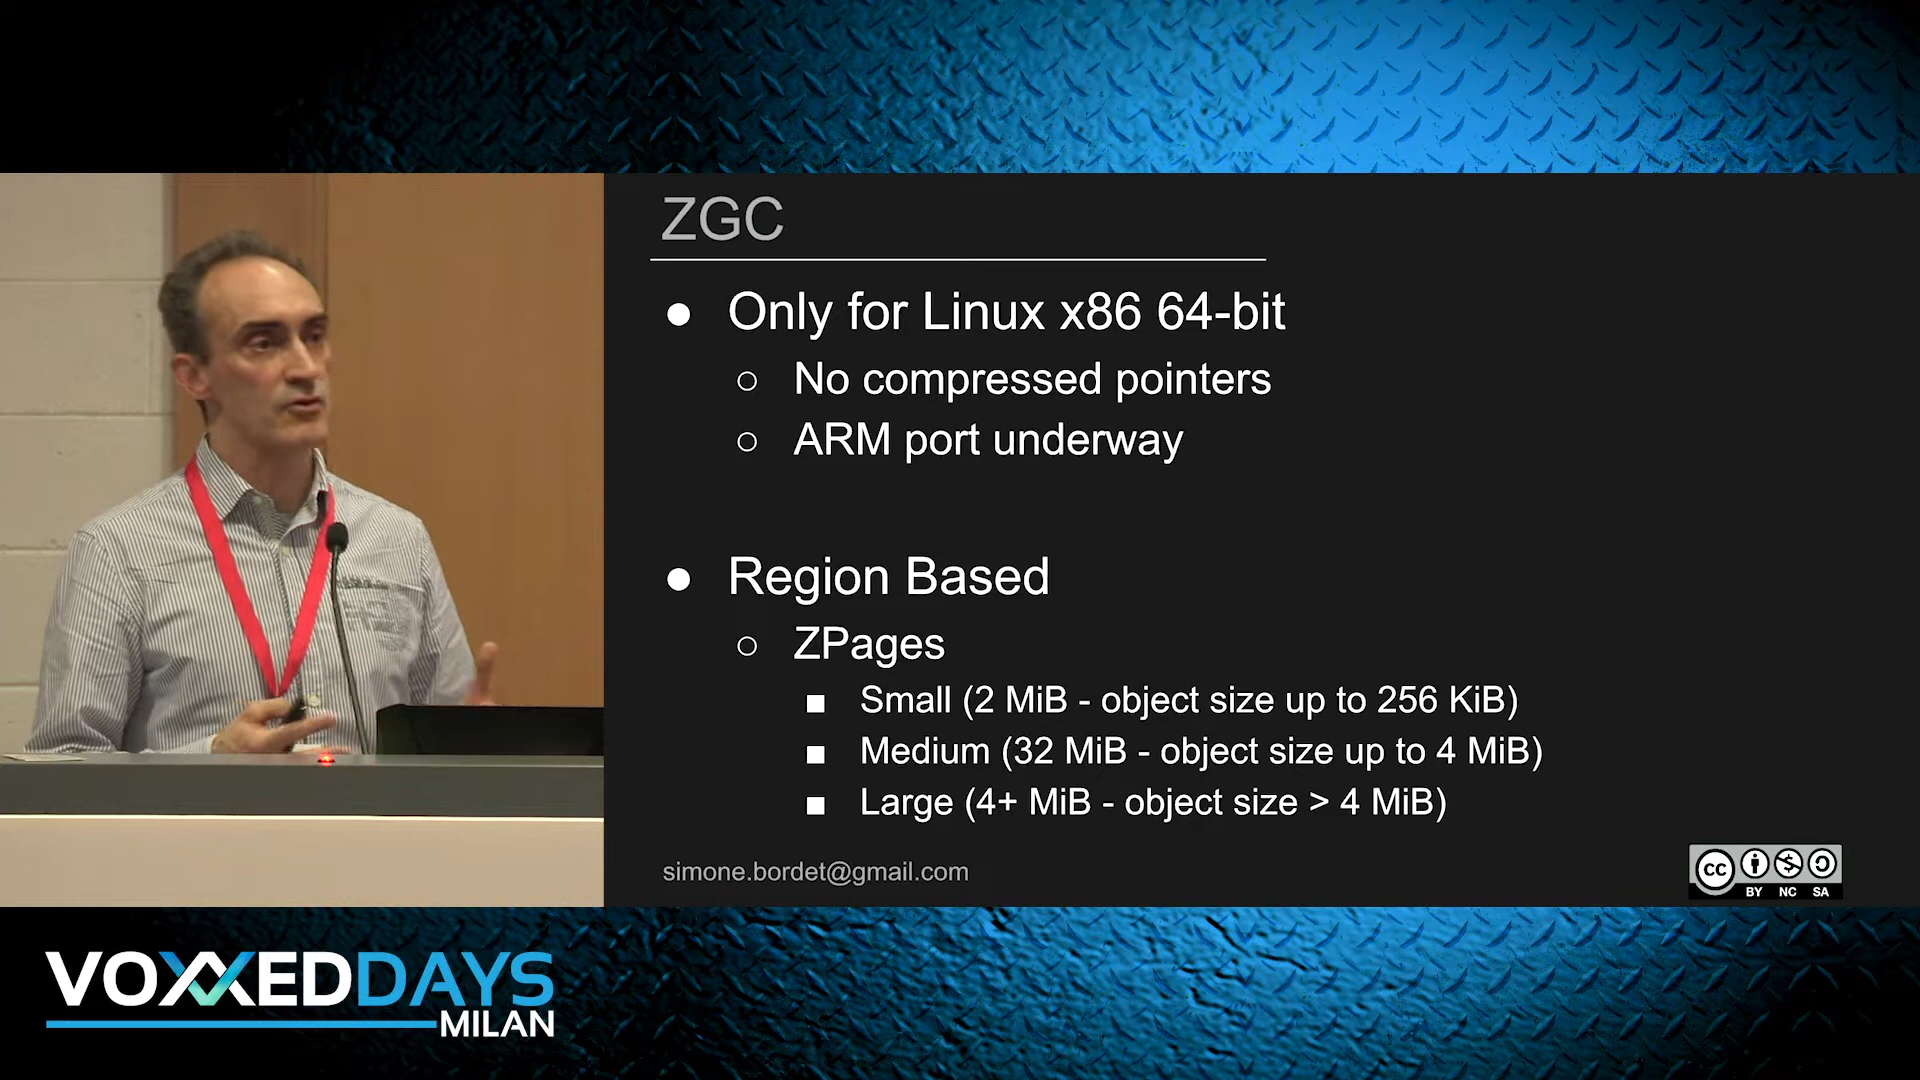 ZGC
● Only for Linux x86 64-bit
○ No compressed pointers
○ ARM port underway
● Region Based
○ ZPages
■ Small (2 MiB - object size up to 256 KiB)
■ Medium (32 MiB - object size up to 4 MiB)
■ Large (4+ MiB - object size > 4 MiB)
simone.bordet@gmail.com
cc
BY NC SA
VOXXEDDAYS
MILAN